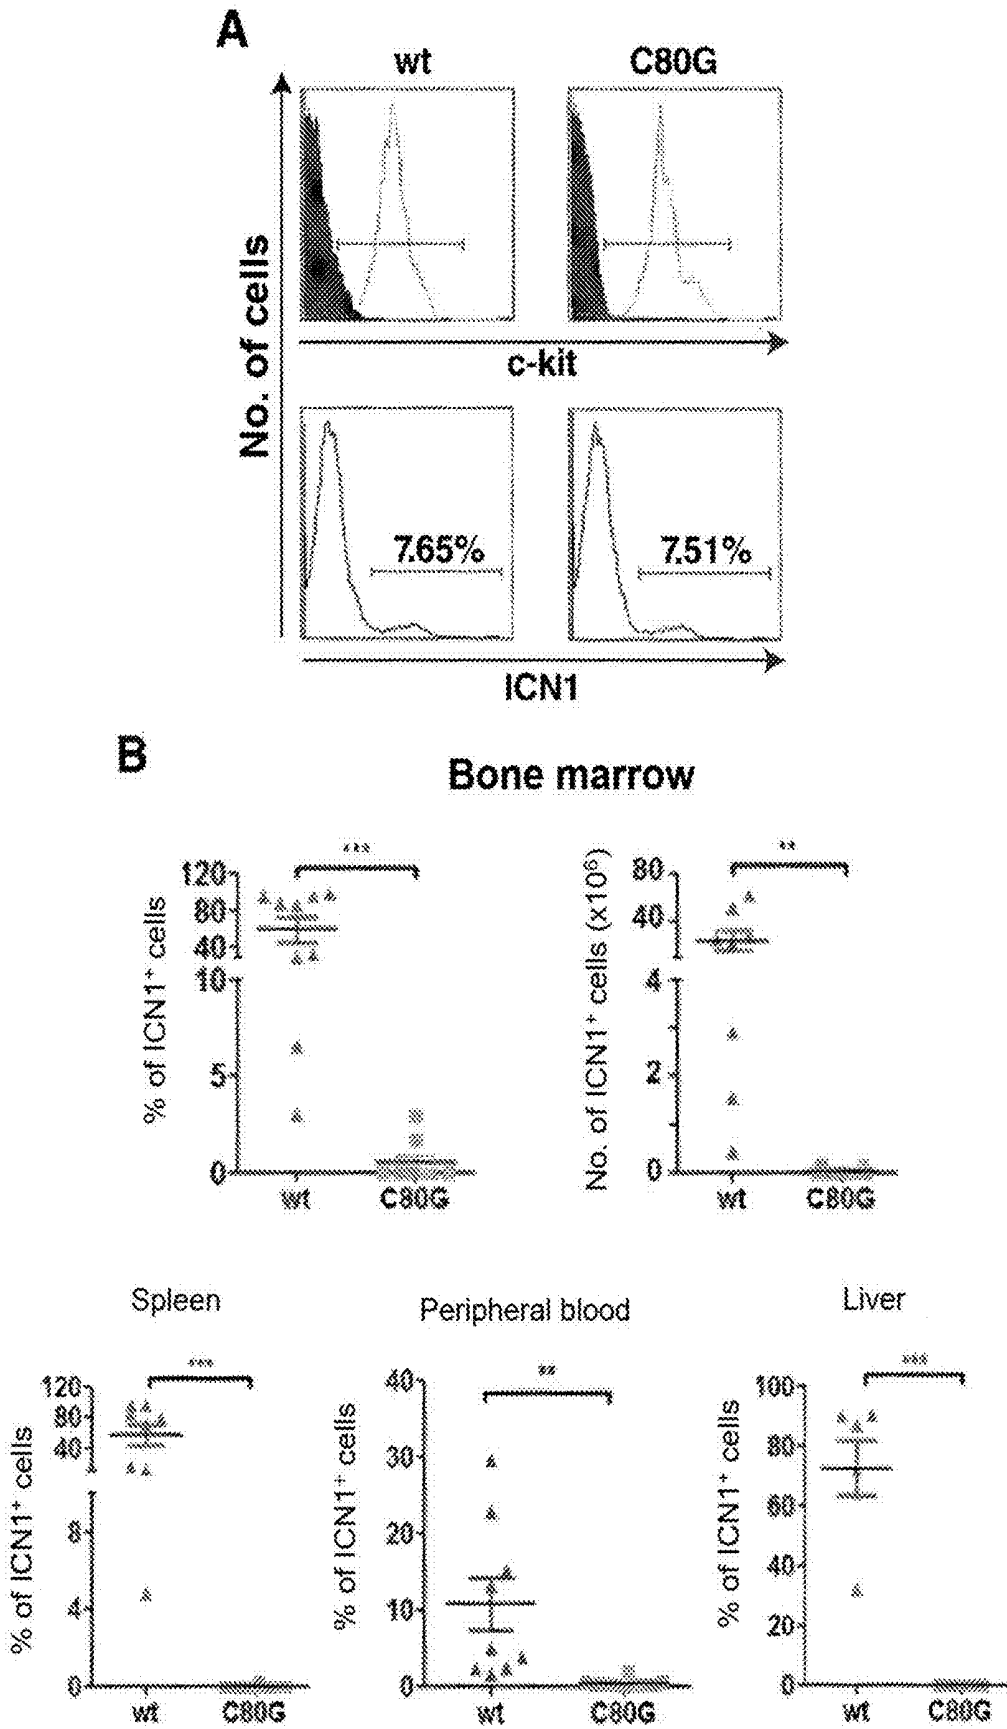 A
wt
C80G
No. of cells
c-kit
7.65%
7.51%
ICN1
B
Bone marrow
***
**
120
80
40
10
5
0
% of ICN1⁺ cells
wt
C80G
80
40
4
2
0
No. of ICN1⁺ cells (x10⁶)
wt
C80G
Spleen
Peripheral blood
Liver
***
**
***
120
80
40
8
4
0
% of ICN1⁺ cells
wt
C80G
40
30
20
10
0
% of ICN1⁺ cells
wt
C80G
100
80
60
40
20
0
% of ICN1⁺ cells
wt
C80G